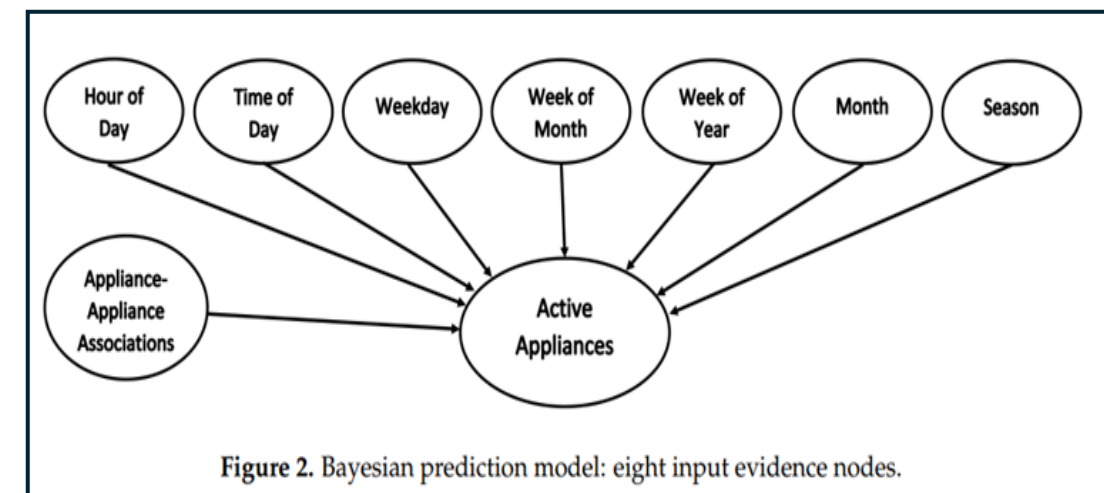 Hour of
Day
Time of
Day
Weekday
Week of
Month
Week of
Year
Month
Season
Appliance-
Appliance
Associations
Active
Appliances
Figure 2. Bayesian prediction model: eight input evidence nodes.